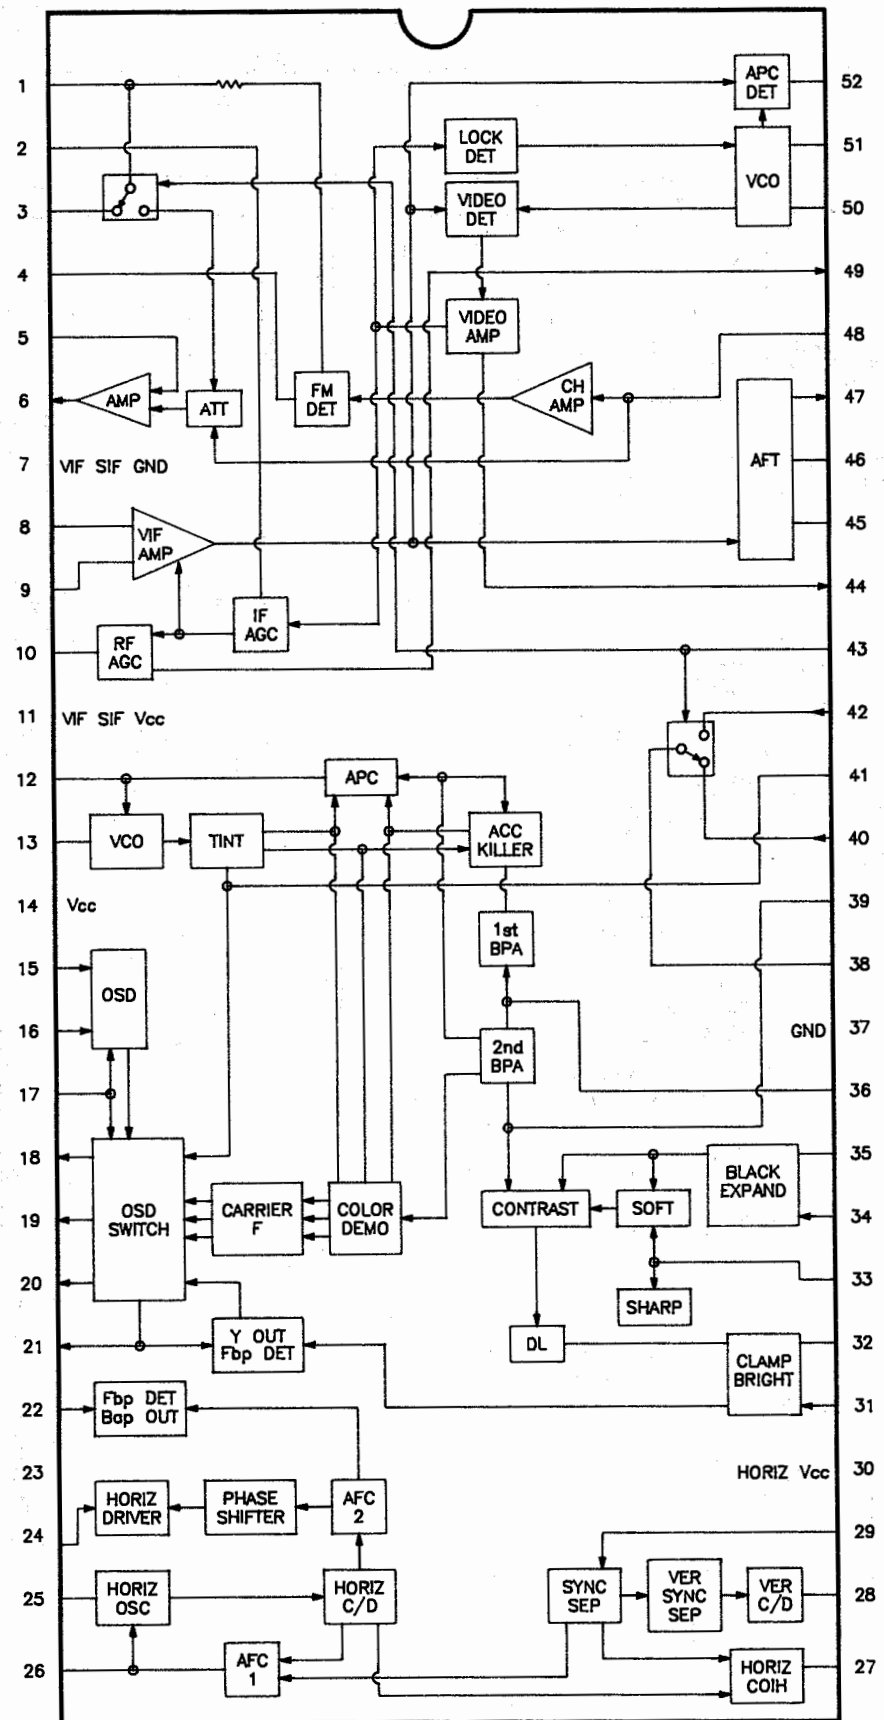 1
2
3
4
5
6
7
8
9
10
11
12
13
14
15
16
17
18
19
20
21
22
23
24
25
26
52
51
50
49
48
47
46
45
44
43
42
41
40
39
38
37
36
35
34
33
32
31
30
29
28
27
APC
DET
LOCK
DET
VCO
VIDEO
DET
VIDEO
AMP
AMP
ATT
FM
DET
CH
AMP
AFT
VIF SIF GND
VIF
AMP
IF
AGC
RF
AGC
VIF SIF Vcc
APC
VCO
TINT
ACC
KILLER
Vcc
1st
BPA
OSD
GND
2nd
BPA
BLACK
EXPAND
OSD
SWITCH
CARRIER
F
COLOR
DEMO
CONTRAST
SOFT
SHARP
Y OUT
Fbp DET
DL
CLAMP
BRIGHT
Fbp DET
Bap OUT
HORIZ Vcc
HORIZ
DRIVER
PHASE
SHIFTER
AFC
2
HORIZ
OSC
HORIZ
C/D
SYNC
SEP
VER
SYNC
SEP
VER
C/D
AFC
1
HORIZ
COIH